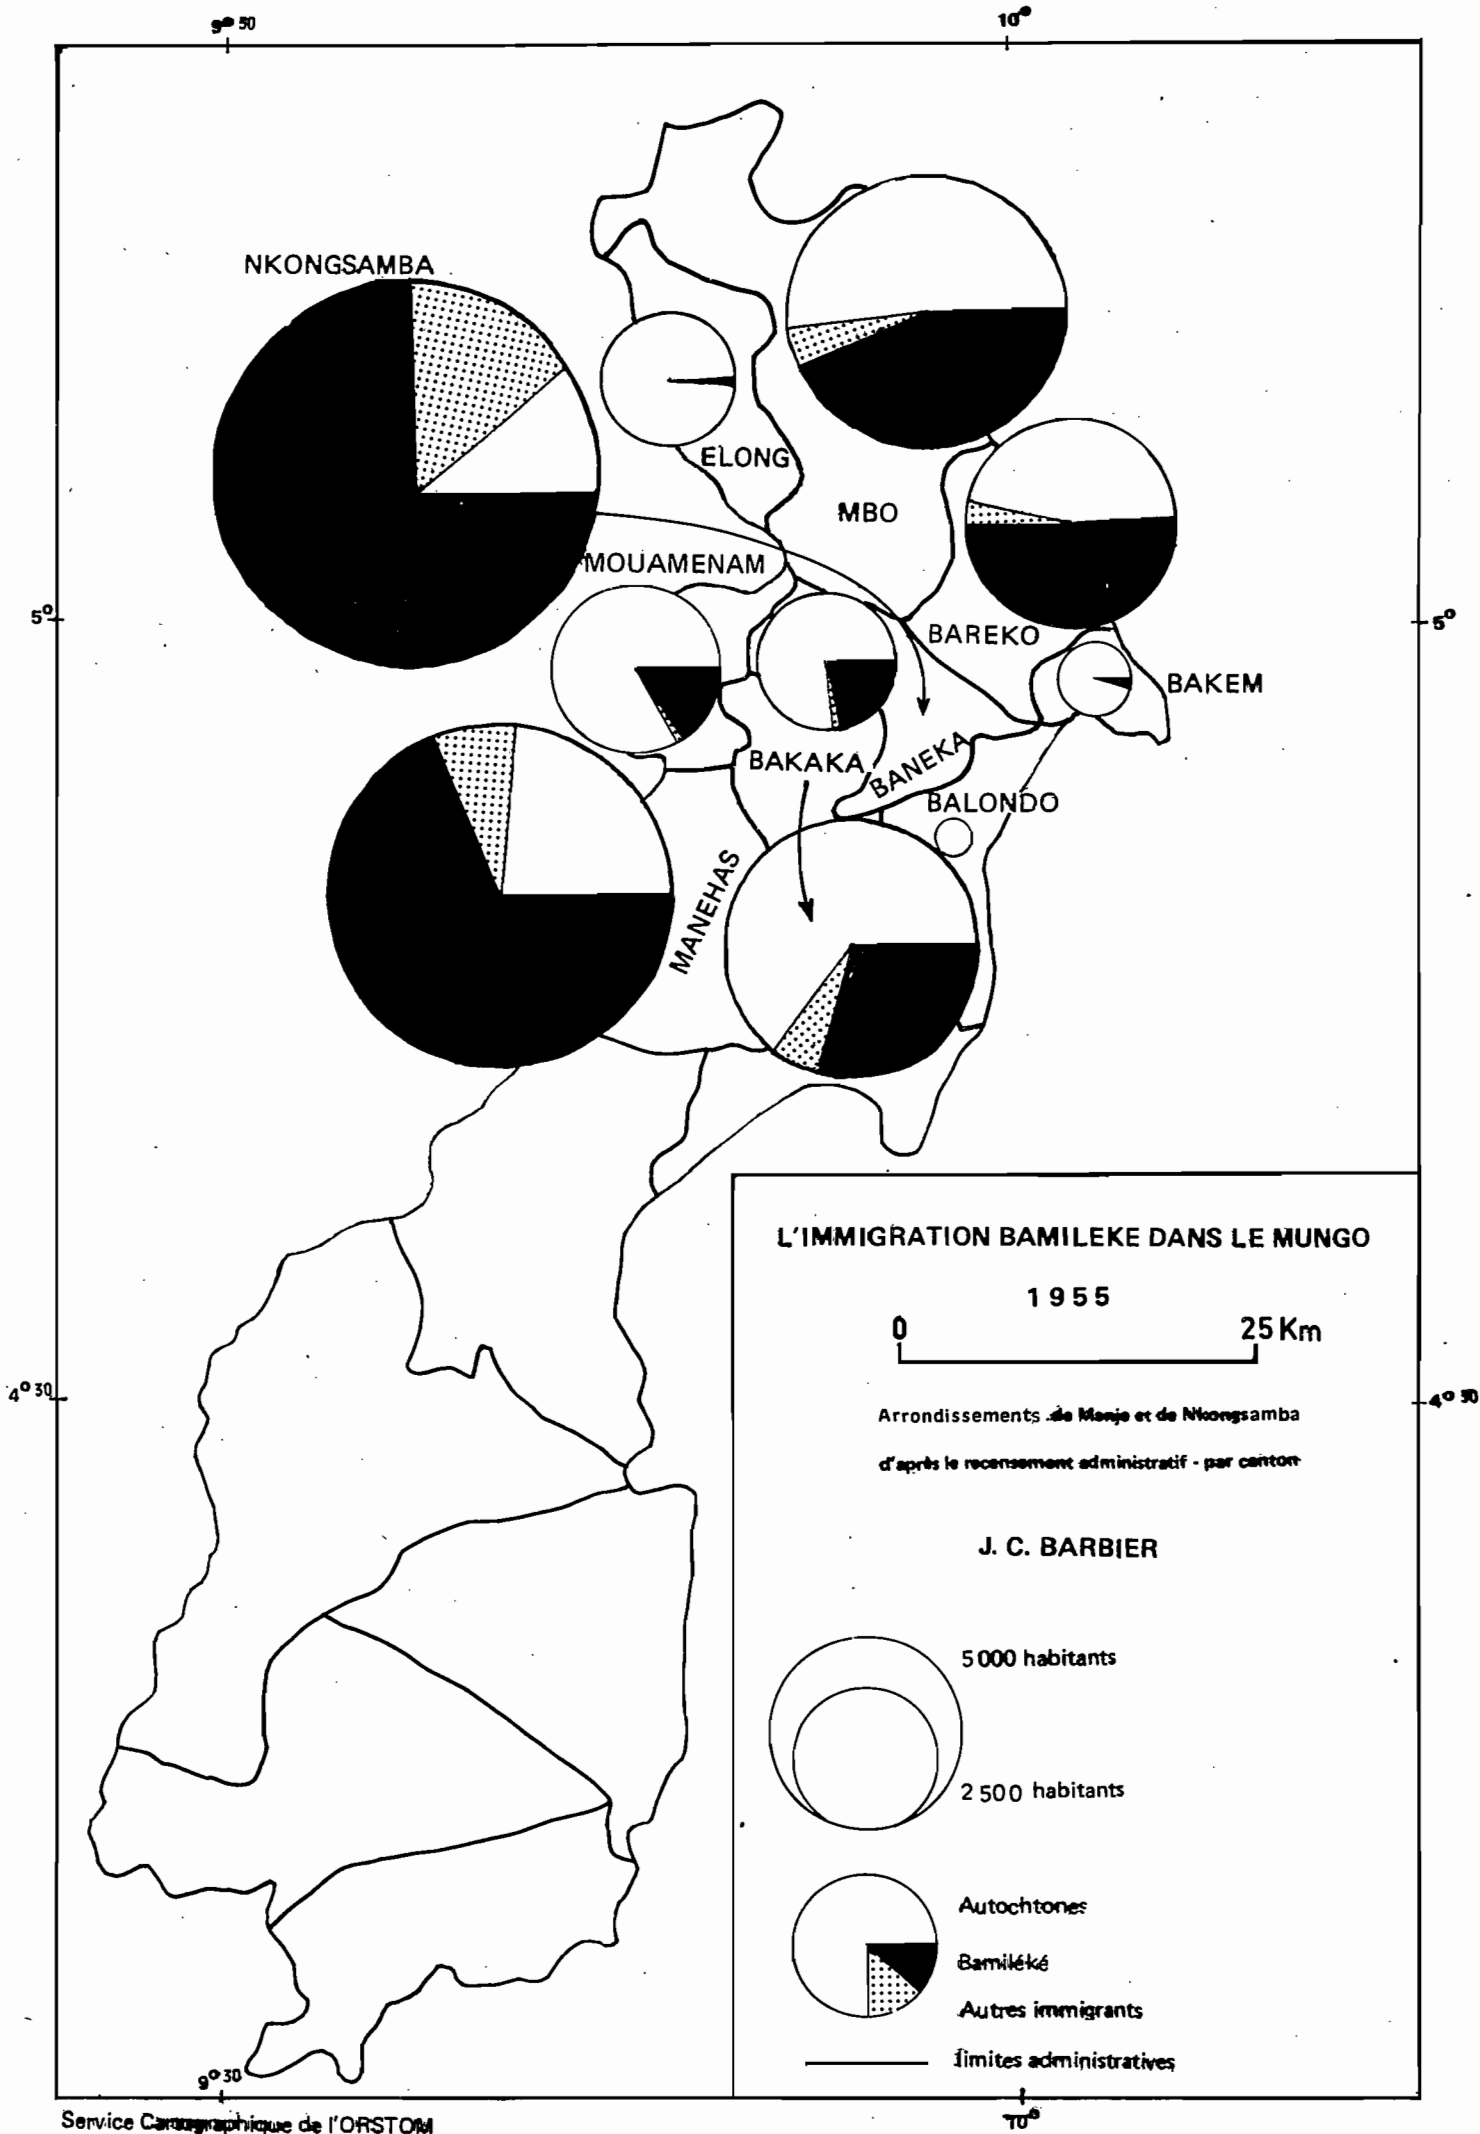 9° 50
10°
NKONGSAMBA
ELONG
MBO
MOUAMENAM
5°
5°
BAREKO
BAKEM
BAKAKA
BANEKA
BALONDO
MANEHAS
L'IMMIGRATION BAMILEKE DANS LE MUNGO
1955
0 25 Km
4° 30
4° 30
Arrondissements de Manjo et de Nkongsamba
d'après le recensement administratif - par canton
J. C. BARBIER
5 000 habitants
2 500 habitants
Autochtones
Bamiléké
Autres immigrants
limites administratives
9° 30
10°
Service Cartographique de l'ORSTOM